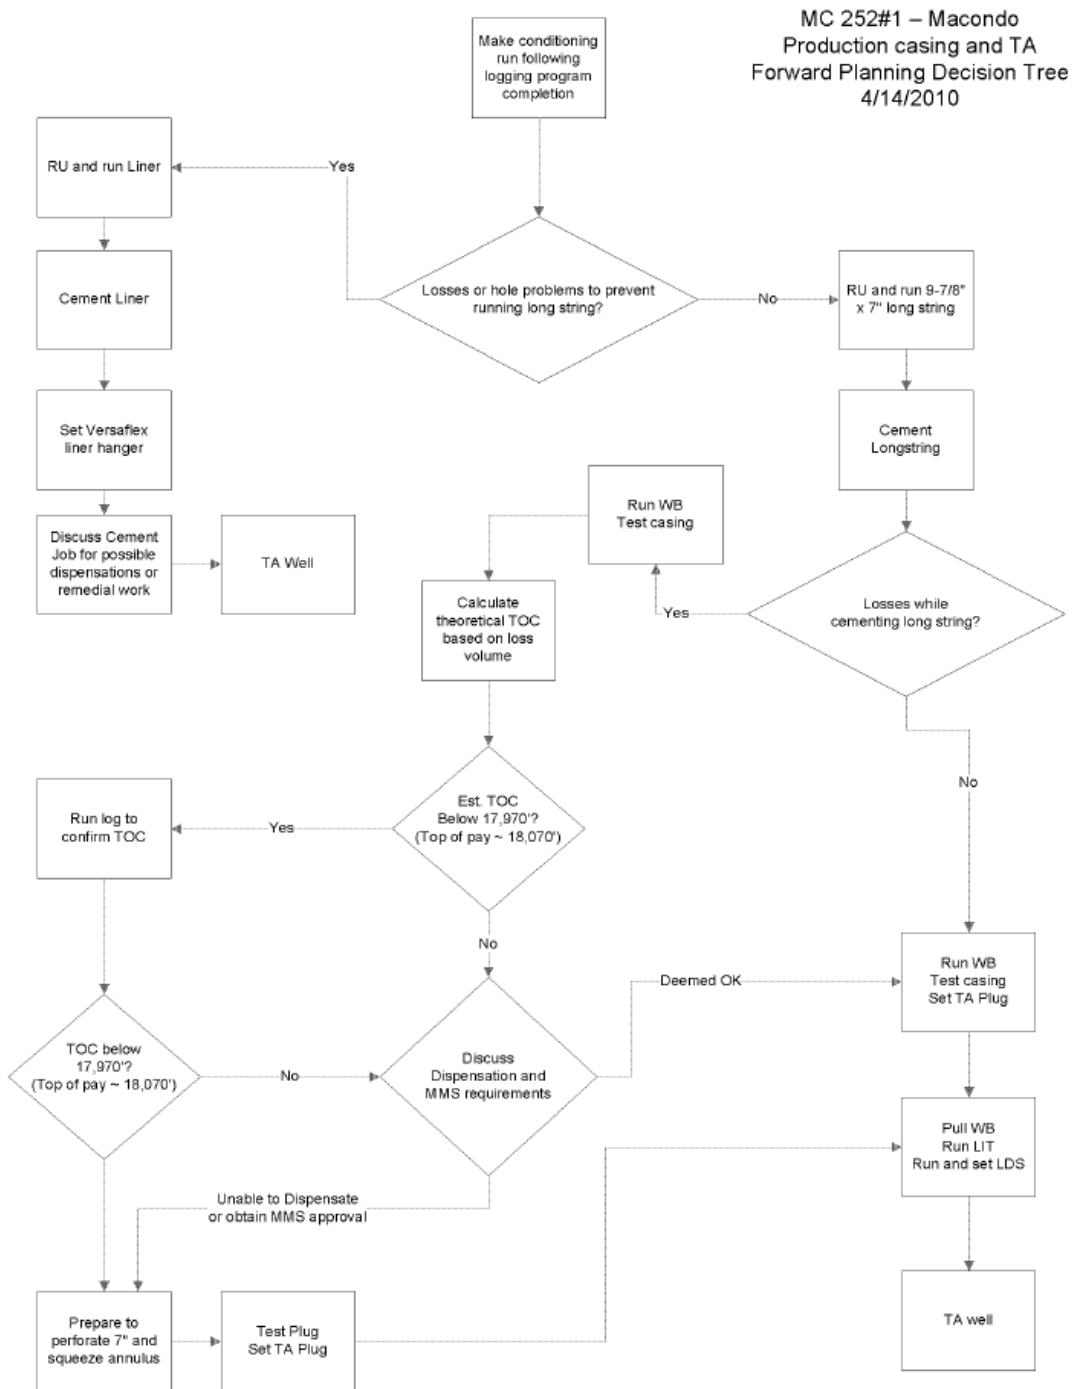 MC 252#1 – Macondo
Production casing and TA
Forward Planning Decision Tree
4/14/2010
Make conditioning
run following
logging program
completion
RU and run Liner
Yes
Losses or hole problems to prevent
running long string?
No
RU and run 9-7/8"
x 7" long string
Cement Liner
Set Versaflex
liner hanger
Cement
Longstring
Run WB
Test casing
Discuss Cement
Job for possible
dispensations or
remedial work
TA Well
Calculate
theoretical TOC
based on loss
volume
Yes
Losses while
cementing long string?
No
Run log to
confirm TOC
Yes
Est. TOC
Below 17,970'?
(Top of pay ~ 18,070')
No
Deemed OK
Run WB
Test casing
Set TA Plug
TOC below
17,970'?
(Top of pay ~ 18,070')
No
Discuss
Dispensation and
MMS requirements
Pull WB
Run LIT
Run and set LDS
Unable to Dispensate
or obtain MMS approval
Prepare to
perforate 7" and
squeeze annulus
Test Plug
Set TA Plug
TA well